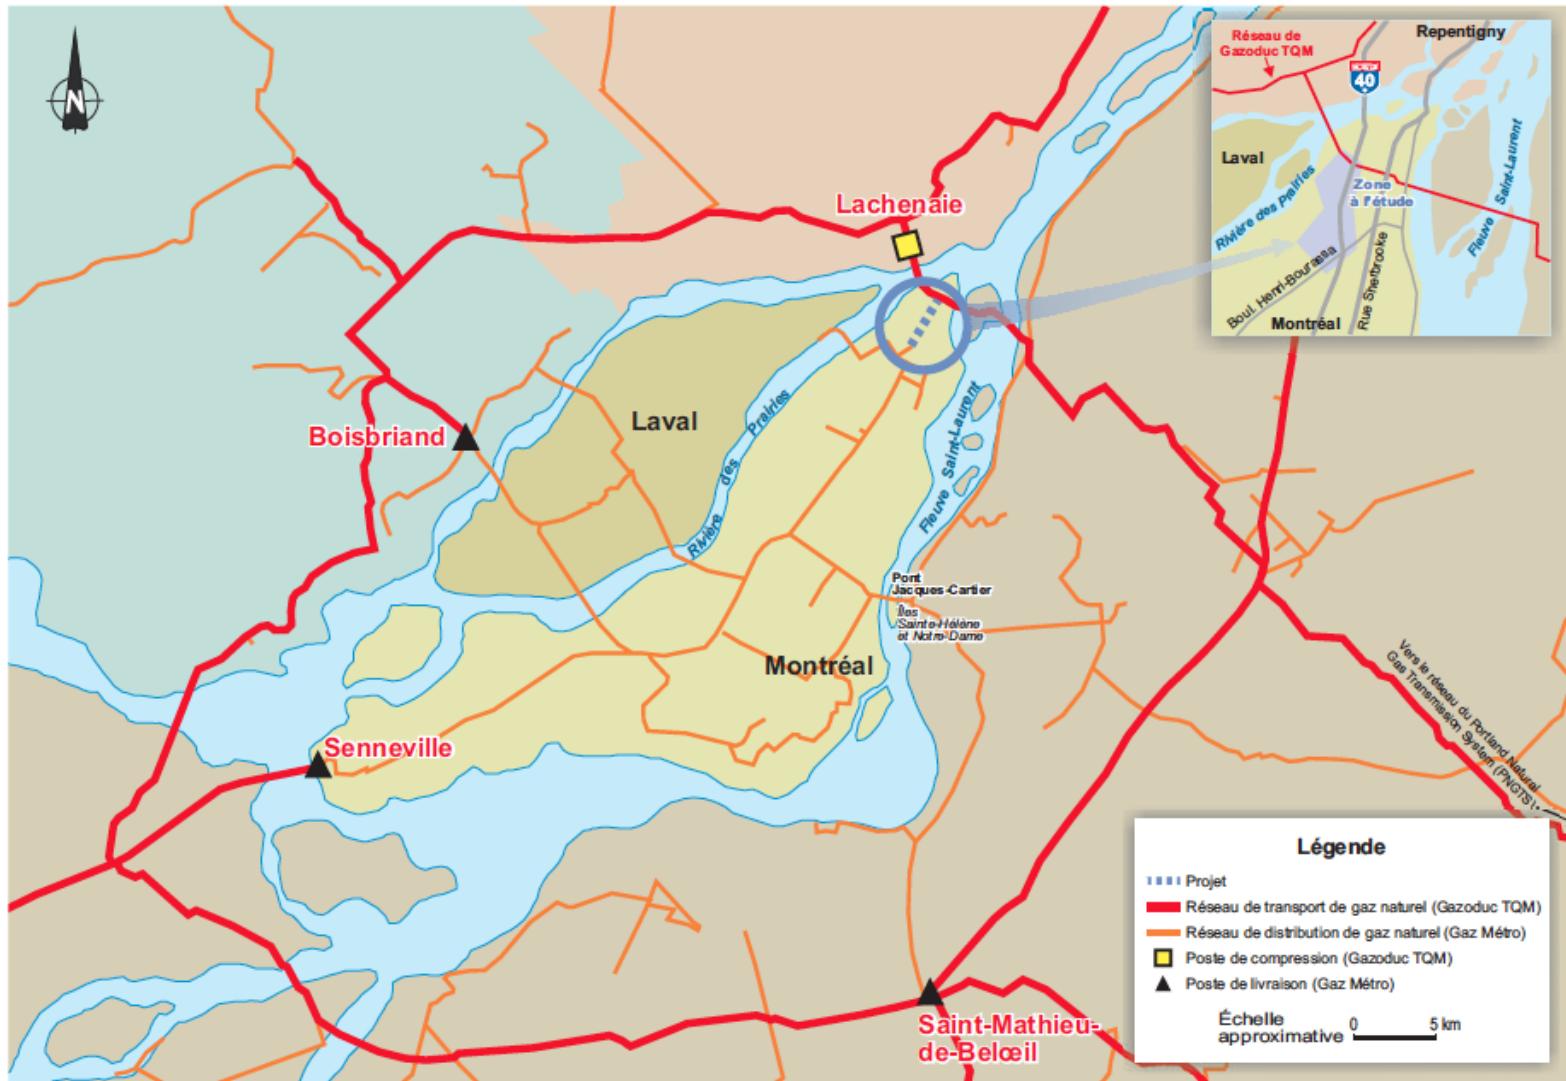 N
Réseau de
Gazoduc TQM
Repentigny
40
Laval
Rivière des Prairies
Zone
à l'étude
Fleuve Saint-Laurent
Boul. Henri-Bourassa
Rue Sherbrooke
Montréal
Lachenaie
Boisbriand
Laval
Rivière des Prairies
Fleuve Saint-Laurent
Pont
Jacques-Cartier
Îles
Sainte-Hélène
et Notre-Dame
Montréal
Senneville
Vers le réseau du Portland Natural
Gas Transmission System (PNGTS)
Saint-Mathieu-
de-Belœil
Légende
Projet
Réseau de transport de gaz naturel (Gazoduc TQM)
Réseau de distribution de gaz naturel (Gaz Métro)
Poste de compression (Gazoduc TQM)
Poste de livraison (Gaz Métro)
Échelle
approximative
0 5 km